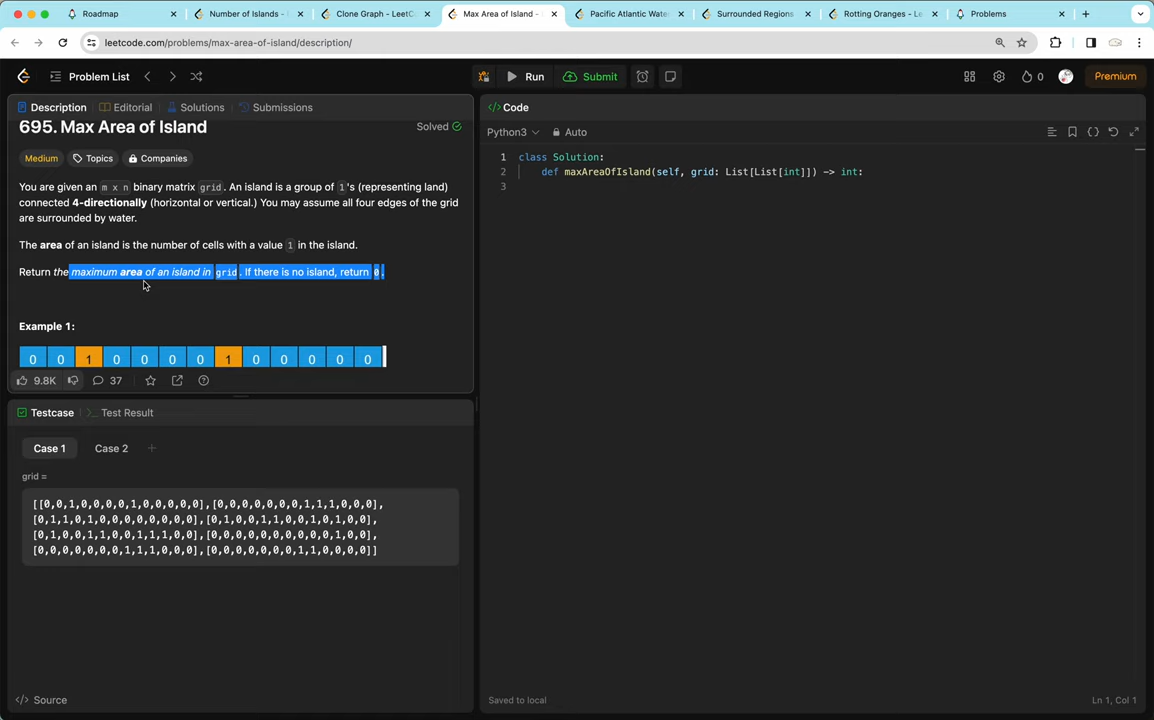 Roadmap
Number of Islands -
Clone Graph - LeetC
Max Area of Island -
Pacific Atlantic Wate
Surrounded Regions
Rotting Oranges - Le
Problems
leetcode.com/problems/max-area-of-island/description/
Problem List
Run
Submit
0
Premium
Description
Editorial
Solutions
Submissions
695. Max Area of Island
Solved
Medium
Topics
Companies
You are given an m x n binary matrix grid. An island is a group of 1's (representing land)
connected 4-directionally (horizontal or vertical.) You may assume all four edges of the grid
are surrounded by water.
The area of an island is the number of cells with a value 1 in the island.
Return the maximum area of an island in grid. If there is no island, return 0.
Example 1:
0 0 1 0 0 0 0 1 0 0 0 0 0
9.8K
37
Testcase
Test Result
Case 1
Case 2
grid =
[[0,0,1,0,0,0,0,1,0,0,0,0,0],[0,0,0,0,0,0,0,1,1,1,0,0,0],
[0,1,1,0,1,0,0,0,0,0,0,0,0],[0,1,0,0,1,1,0,0,1,0,1,0,0],
[0,1,0,0,1,1,0,0,1,1,1,0,0],[0,0,0,0,0,0,0,0,0,0,1,0,0],
[0,0,0,0,0,0,0,1,1,1,0,0,0],[0,0,0,0,0,0,0,1,1,0,0,0,0]]
Source
Code
Python3
Auto
1 class Solution:
2 def maxAreaOfIsland(self, grid: List[List[int]]) -> int:
3
Saved to local
Ln 1, Col 1